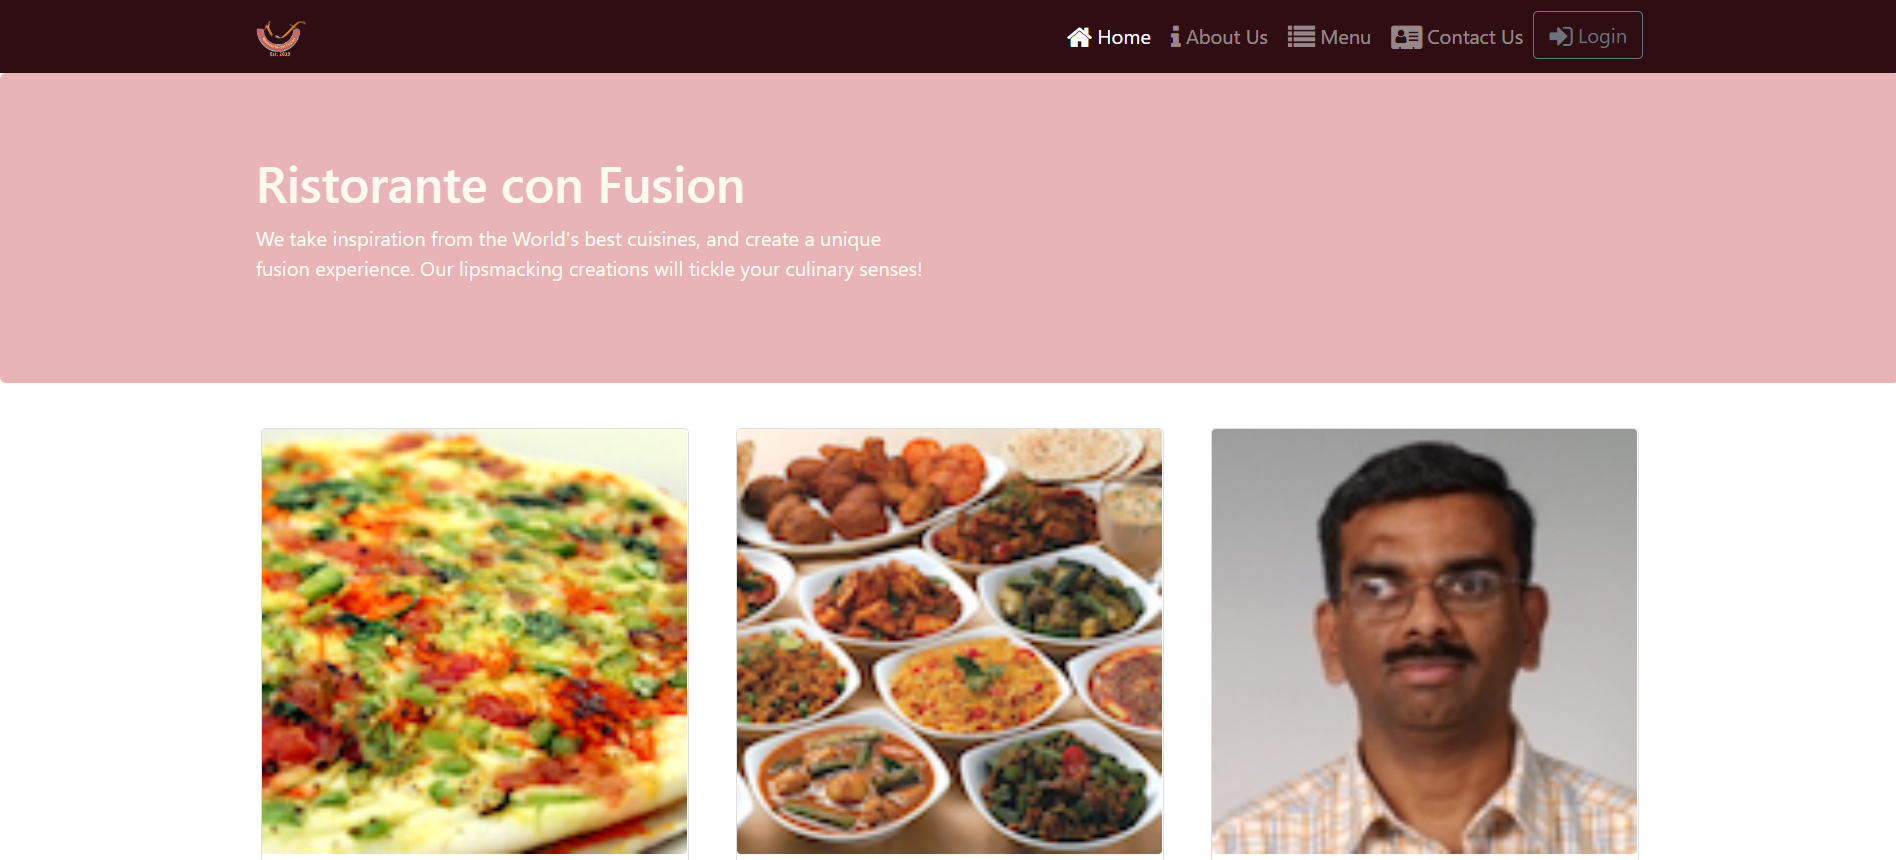 Home
About Us
Menu
Contact Us
Login
Ristorante con Fusion
We take inspiration from the World's best cuisines, and create a unique
fusion experience. Our lipsmacking creations will tickle your culinary senses!